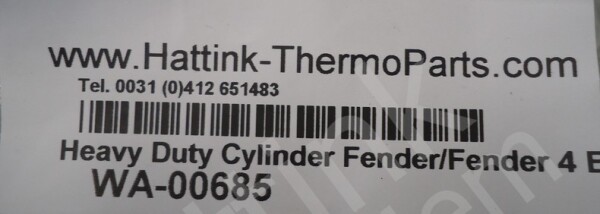 www.Hattink-ThermoParts.com
Tel. 0031 (0)412 651483
Heavy Duty Cylinder Fender/Fender 4 E
WA-00685